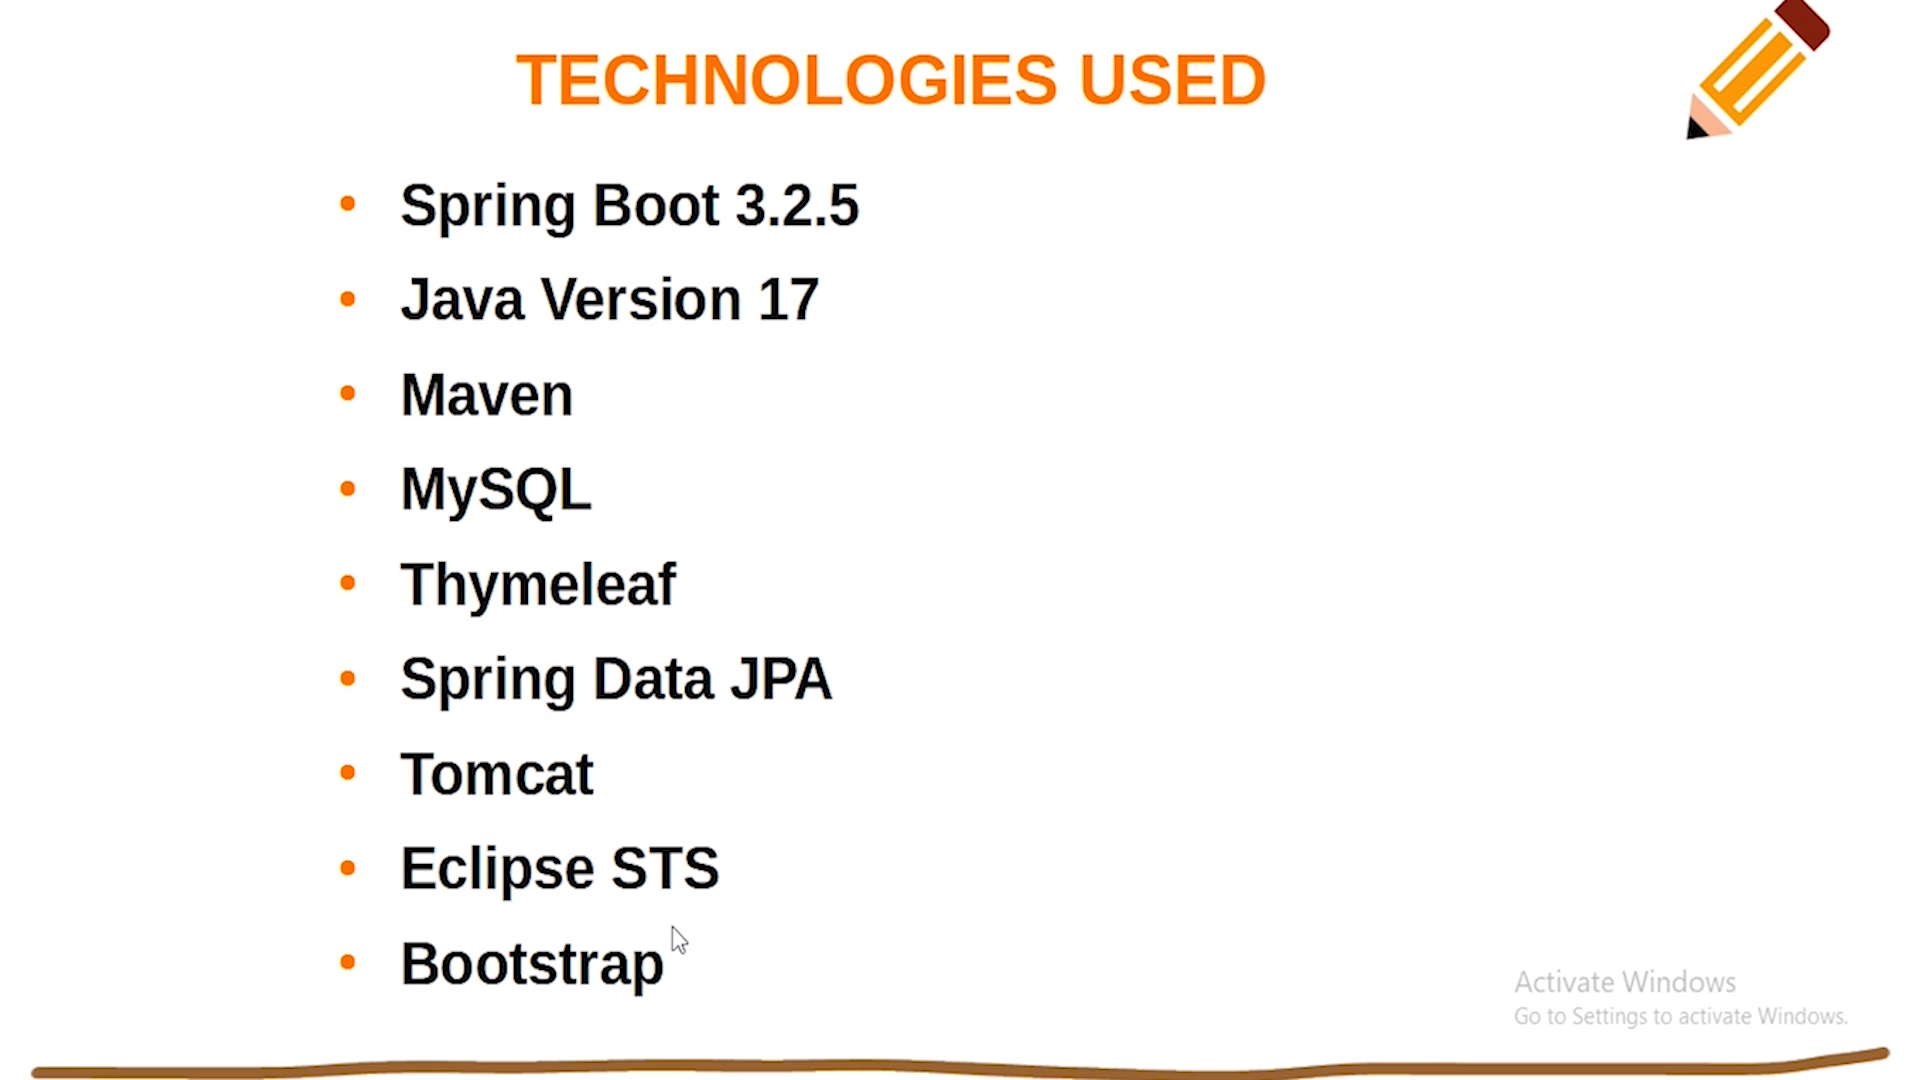 TECHNOLOGIES USED
• Spring Boot 3.2.5
• Java Version 17
• Maven
• MySQL
• Thymeleaf
• Spring Data JPA
• Tomcat
• Eclipse STS
• Bootstrap
Activate Windows
Go to Settings to activate Windows.